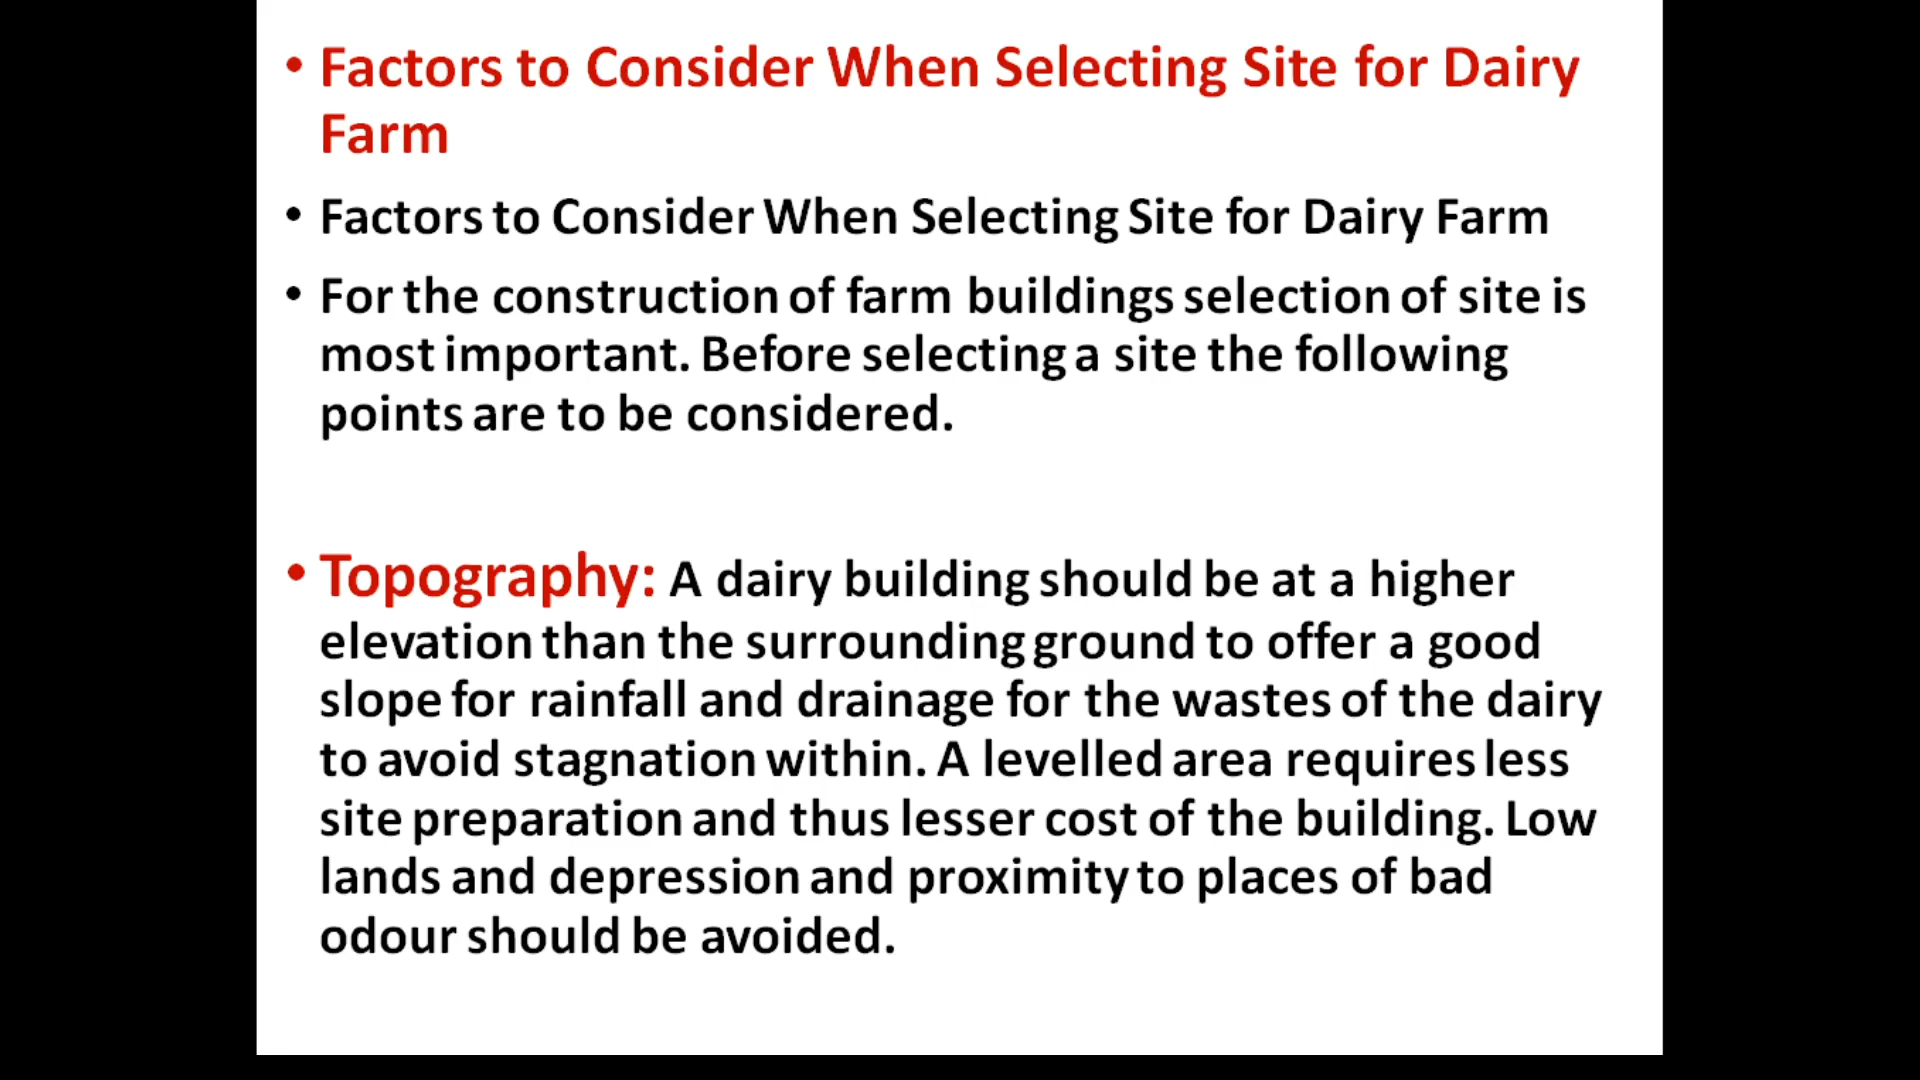 • Factors to Consider When Selecting Site for Dairy
Farm
• Factors to Consider When Selecting Site for Dairy Farm
• For the construction of farm buildings selection of site is
most important. Before selecting a site the following
points are to be considered.
• Topography: A dairy building should be at a higher
elevation than the surrounding ground to offer a good
slope for rainfall and drainage for the wastes of the dairy
to avoid stagnation within. A levelled area requires less
site preparation and thus lesser cost of the building. Low
lands and depression and proximity to places of bad
odour should be avoided.